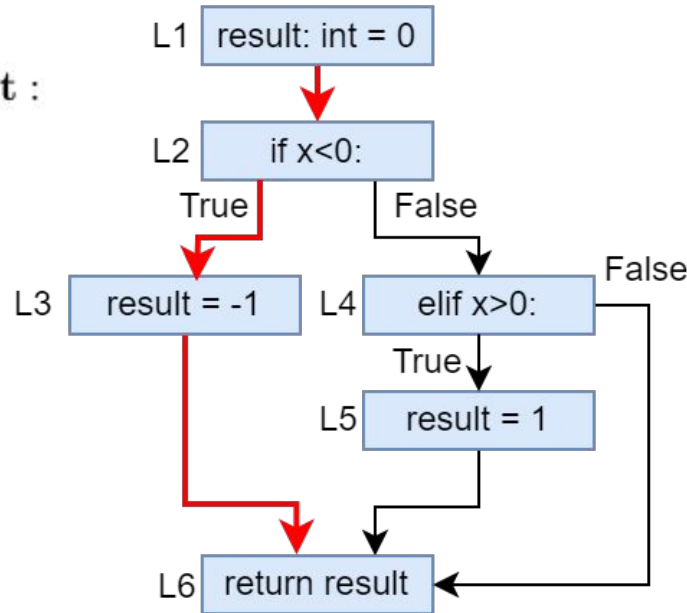 L1 result: int = 0
t :
L2 if x<0:
True False
False
L3 result = -1 L4 elif x>0:
True
L5 result = 1
L6 return result